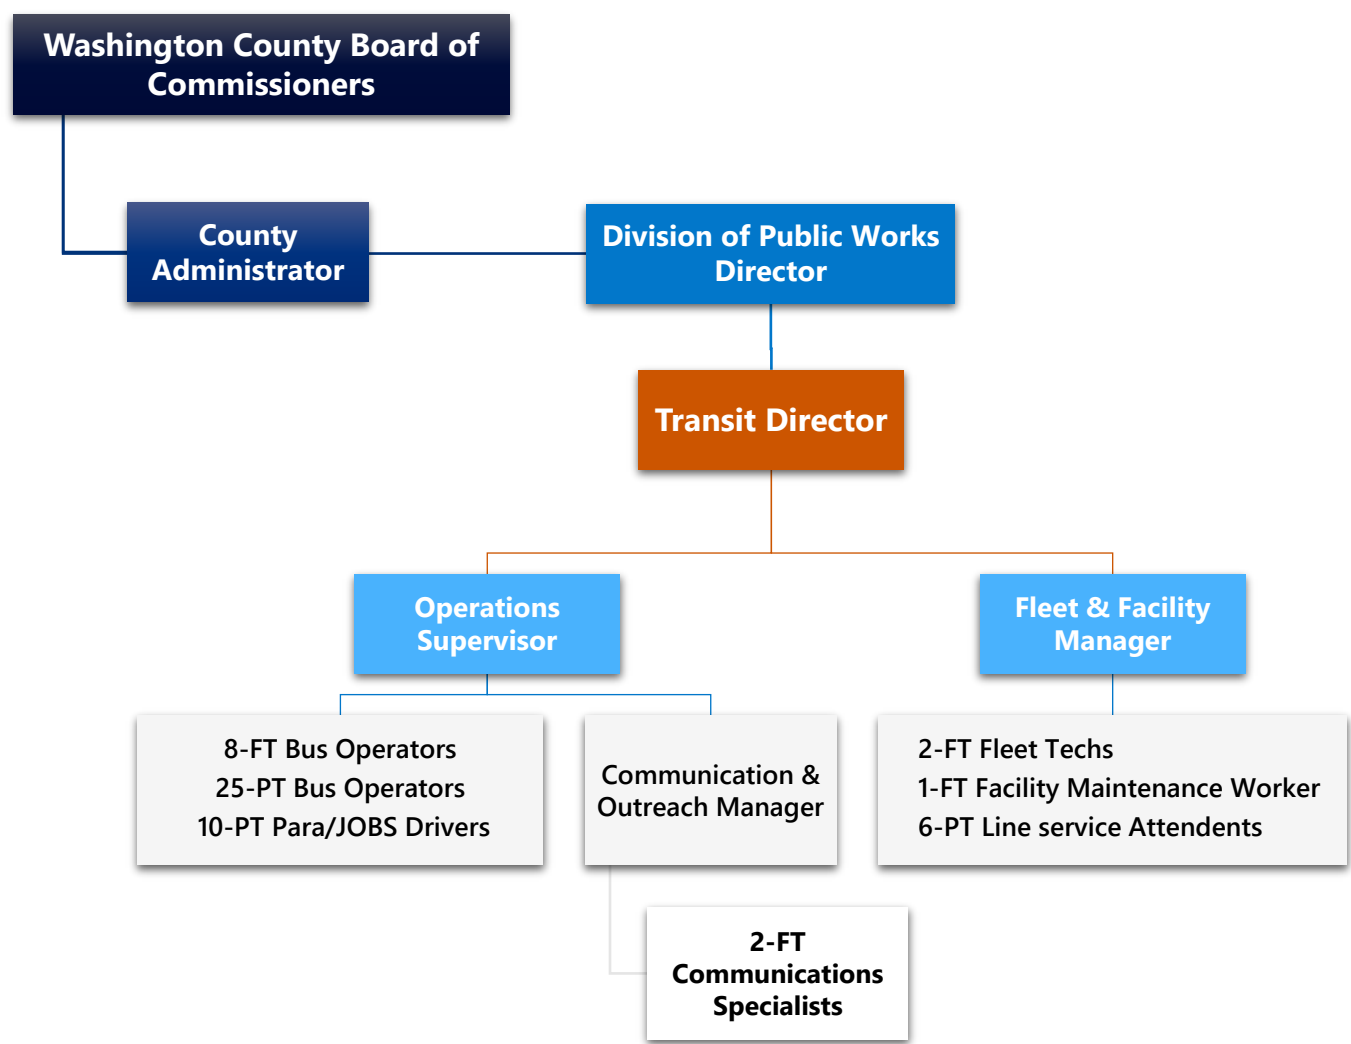 Washington County Board of
Commissioners
County
Administrator
Division of Public Works
Director
Transit Director
Operations
Supervisor
Fleet & Facility
Manager
8-FT Bus Operators
25-PT Bus Operators
10-PT Para/JOBS Drivers
Communication &
Outreach Manager
2-FT Fleet Techs
1-FT Facility Maintenance Worker
6-PT Line service Attendents
2-FT
Communications
Specialists